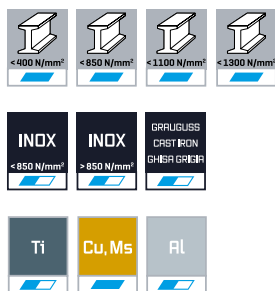 <400 N/mm² <850 N/mm² <1100 N/mm² <1300 N/mm²
INOX INOX GRAUGUSS
CAST IRON
GHISA GRIGIA
<850 N/mm² >850 N/mm²
Ti Cu, Ms Al